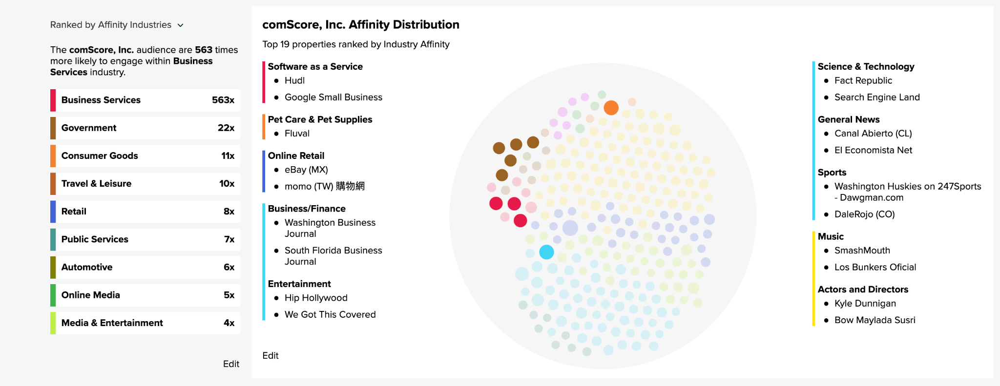 Ranked by Affinity Industries
The comScore, Inc. audience are 563 times
more likely to engage within Business
Services industry.
Business Services 563x
Government 22x
Consumer Goods 11x
Travel & Leisure 10x
Retail 8x
Public Services 7x
Automotive 6x
Online Media 5x
Media & Entertainment 4x
Edit
comScore, Inc. Affinity Distribution
Top 19 properties ranked by Industry Affinity
Software as a Service
Hudl
Google Small Business
Pet Care & Pet Supplies
Fluval
Online Retail
eBay (MX)
momo (TW) 購物網
Business/Finance
Washington Business
Journal
South Florida Business
Journal
Entertainment
Hip Hollywood
We Got This Covered
Edit
Science & Technology
Fact Republic
Search Engine Land
General News
Canal Abierto (CL)
El Economista Net
Sports
Washington Huskies on 247Sports
- Dawgman.com
DaleRojo (CO)
Music
SmashMouth
Los Bunkers Oficial
Actors and Directors
Kyle Dunnigan
Bow Maylada Susri